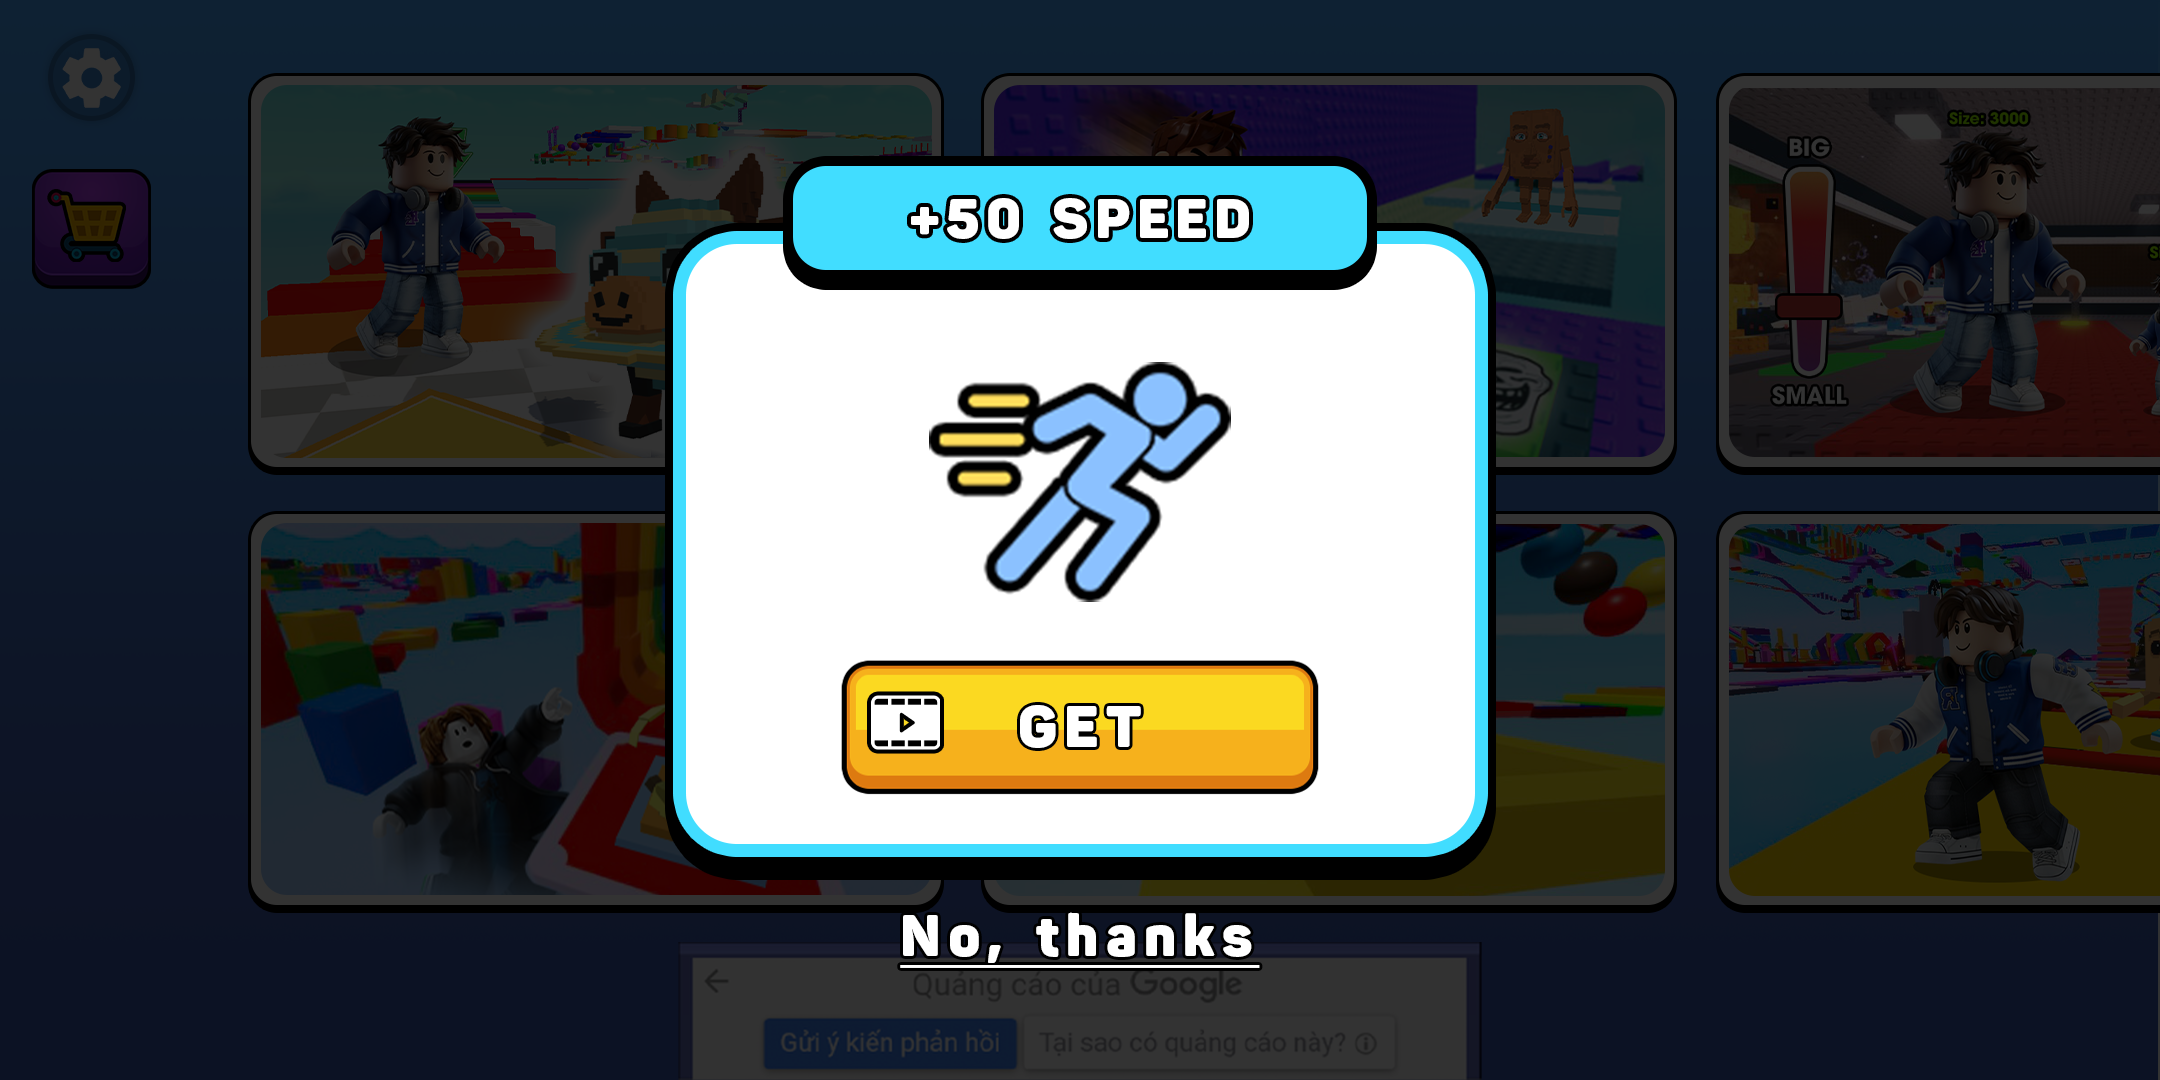 Size: 3000
BIG
+50 SPEED
SMALL
GET
No, thanks
Quảng cáo của Google
Gửi ý kiến phản hồi
Tại sao có quảng cáo này?